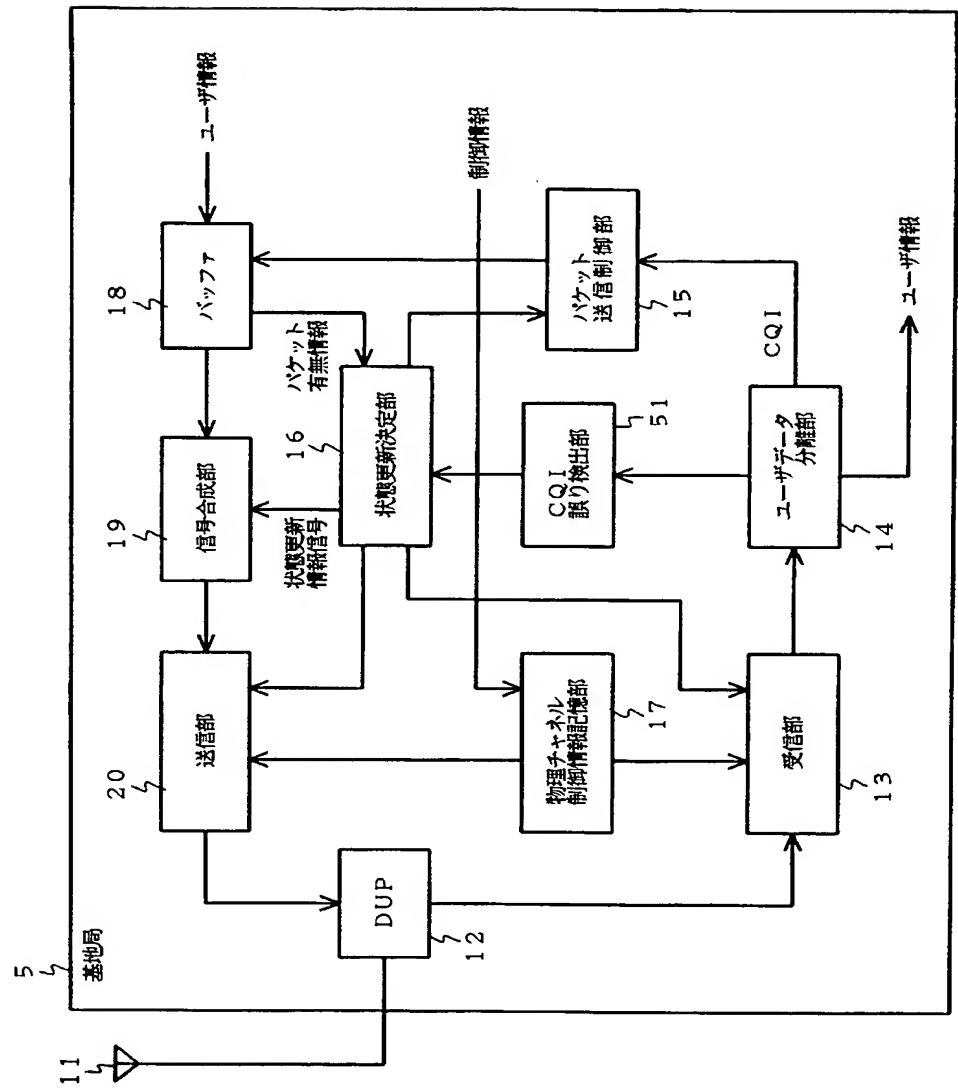 5
基地局
11
DUP
12
20
送信部
19
信号合成部
18
バッファ
ユーザ情報
状態更新
情報信号
パケット
有無情報
16
状態更新決定部
制御情報
物理チャネル
制御情報記憶部
17
CQI
誤り検出部
51
パケット
送信制御部
15
受信部
13
ユーザデータ
分離部
14
CQI
ユーザ情報